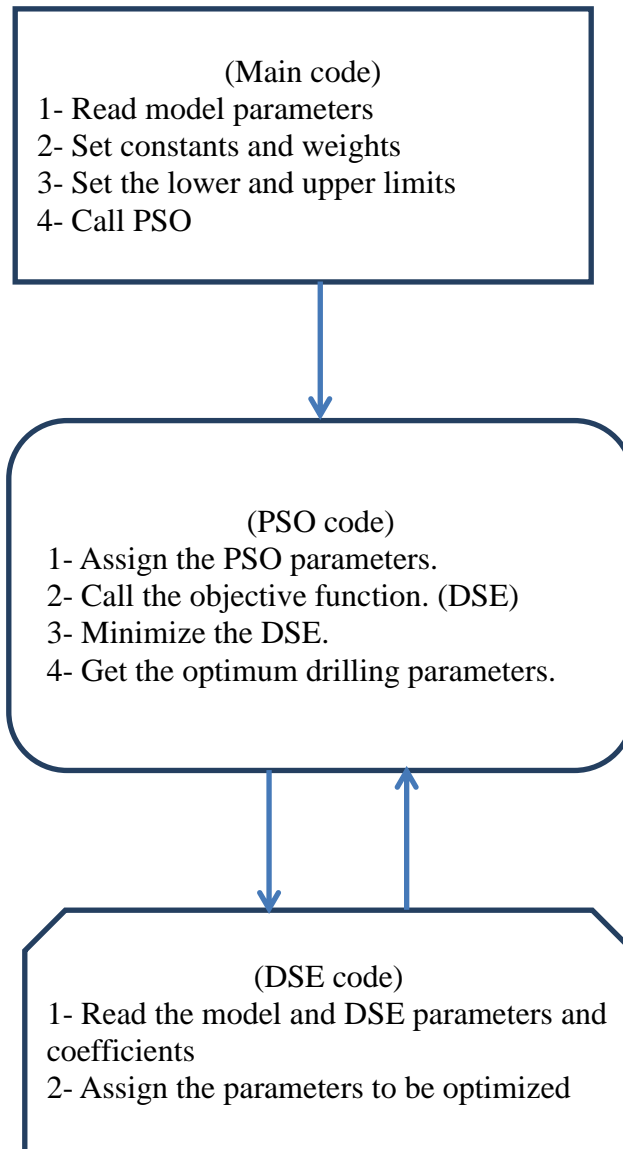 (Main code)
1- Read model parameters
2- Set constants and weights
3- Set the lower and upper limits
4- Call PSO
(PSO code)
1- Assign the PSO parameters.
2- Call the objective function. (DSE)
3- Minimize the DSE.
4- Get the optimum drilling parameters.
(DSE code)
1- Read the model and DSE parameters and
coefficients
2- Assign the parameters to be optimized